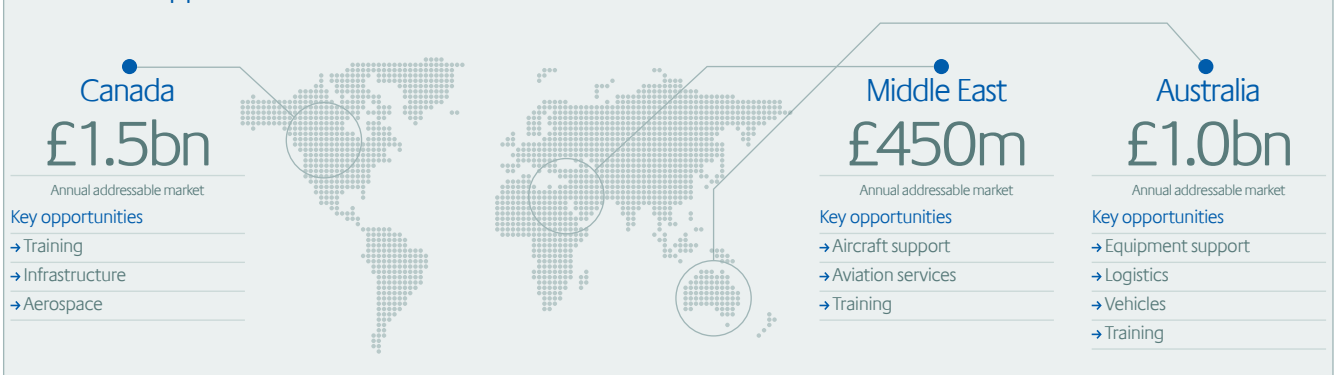 Canada
£1.5bn
Annual addressable market
Key opportunities
→ Training
→ Infrastructure
→ Aerospace
Middle East
£450m
Annual addressable market
Key opportunities
→ Aircraft support
→ Aviation services
→ Training
Australia
£1.0bn
Annual addressable market
Key opportunities
→ Equipment support
→ Logistics
→ Vehicles
→ Training